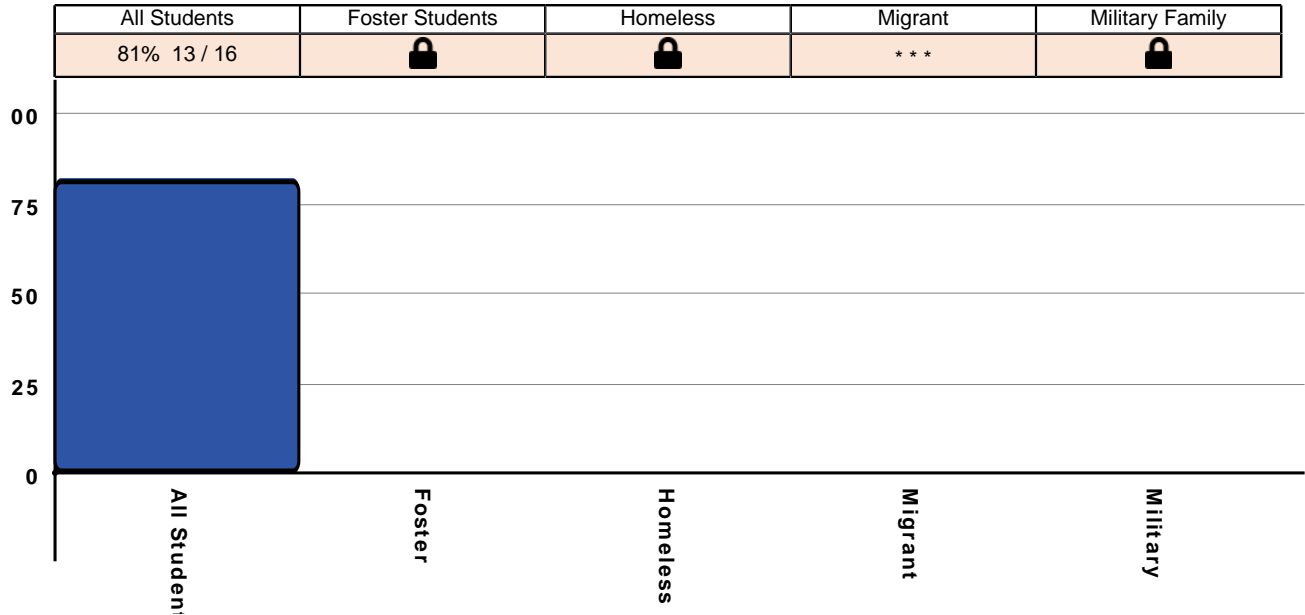 All Students Foster Students Homeless Migrant Military Family
81% 13 / 16 * * *
00
75
50
25
0
All Student
Foster
Homeless
Migrant
Military